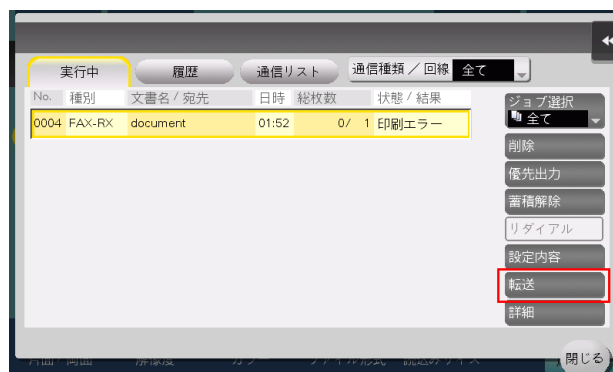 実行中 履歴 通信リスト 通信種類／回線 全て
No. 種別 文書名／宛先 日時 総枚数 状態／結果
0004 FAX-RX document 01:52 0/ 1 印刷エラー
ジョブ選択
全て
削除
優先出力
蓄積解除
リダイアル
設定内容
転送
詳細
閉じる